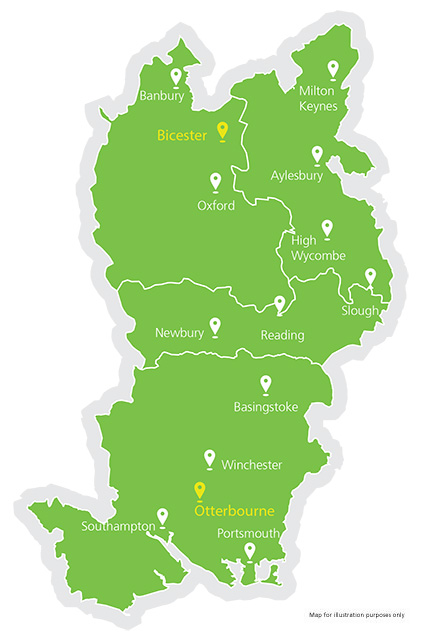 Banbury
Milton
Keynes
Bicester
Aylesbury
Oxford
High
Wycombe
Slough
Newbury
Reading
Basingstoke
Winchester
Otterbourne
Southampton
Portsmouth
Map for illustration purposes only